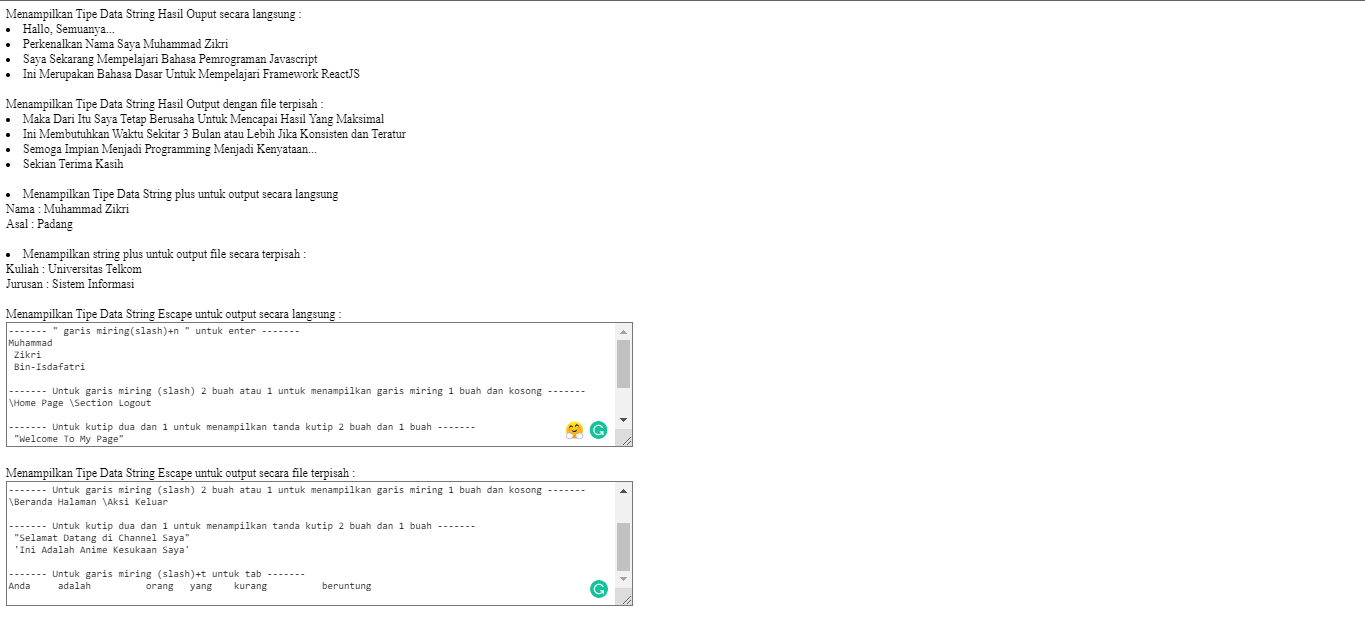 Menampilkan Tipe Data String Hasil Ouput secara langsung :
• Hallo, Semuanya...
• Perkenalkan Nama Saya Muhammad Zikri
• Saya Sekarang Mempelajari Bahasa Pemrograman Javascript
• Ini Merupakan Bahasa Dasar Untuk Mempelajari Framework ReactJS
Menampilkan Tipe Data String Hasil Output dengan file terpisah :
• Maka Dari Itu Saya Tetap Berusaha Untuk Mencapai Hasil Yang Maksimal
• Ini Membutuhkan Waktu Sekitar 3 Bulan atau Lebih Jika Konsisten dan Teratur
• Semoga Impian Menjadi Programming Menjadi Kenyataan...
• Sekian Terima Kasih
• Menampilkan Tipe Data String plus untuk output secara langsung
Nama : Muhammad Zikri
Asal : Padang
• Menampilkan string plus untuk output file secara terpisah :
Kuliah : Universitas Telkom
Jurusan : Sistem Informasi
Menampilkan Tipe Data String Escape untuk output secara langsung :
------- " garis miring(slash)+n " untuk enter -------
Muhammad
Zikri
Bin-Isdafatri
------- Untuk garis miring (slash) 2 buah atau 1 untuk menampilkan garis miring 1 buah dan kosong -------
\Home Page \Section Logout
------- Untuk kutip dua dan 1 untuk menampilkan tanda kutip 2 buah dan 1 buah -------
"Welcome To My Page"
Menampilkan Tipe Data String Escape untuk output secara file terpisah :
------- Untuk garis miring (slash) 2 buah atau 1 untuk menampilkan garis miring 1 buah dan kosong -------
\Beranda Halaman \Aksi Keluar
------- Untuk kutip dua dan 1 untuk menampilkan tanda kutip 2 buah dan 1 buah -------
"Selamat Datang di Channel Saya"
'Ini Adalah Anime Kesukaan Saya'
------- Untuk garis miring (slash)+t untuk tab -------
Anda adalah orang yang kurang beruntung